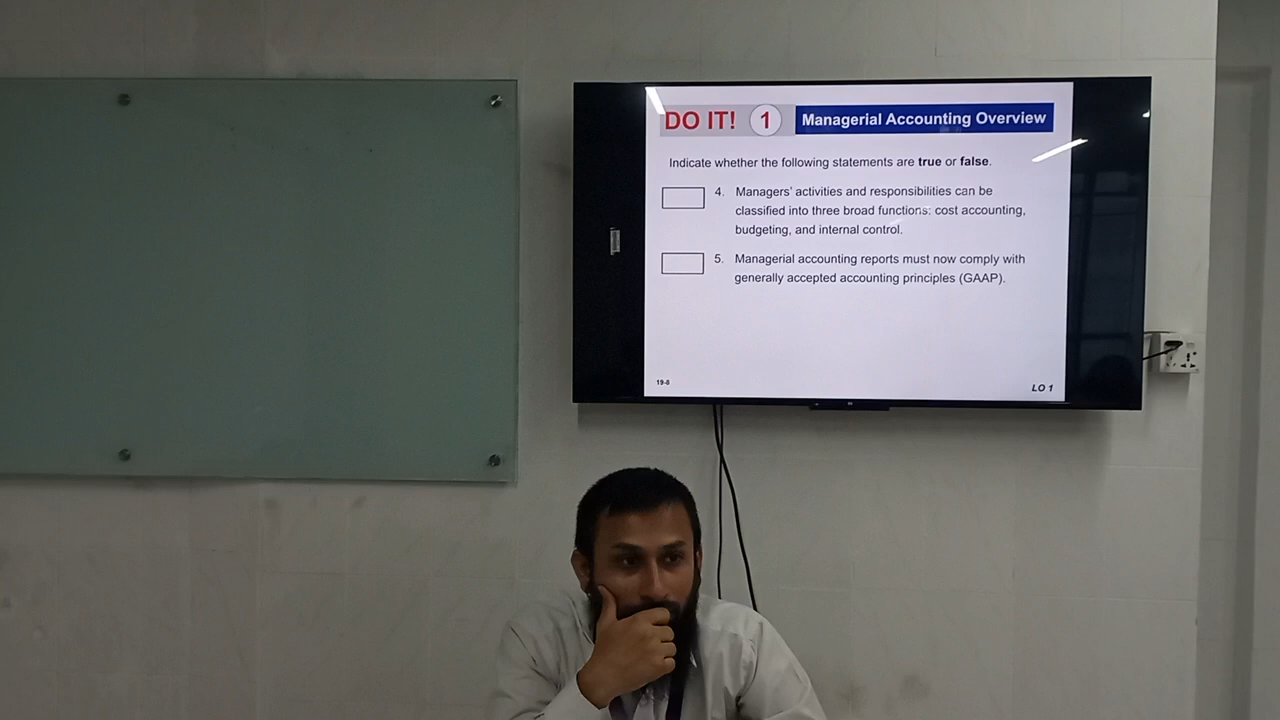 DO IT! 1 Managerial Accounting Overview
Indicate whether the following statements are true or false.
4. Managers' activities and responsibilities can be
classified into three broad functions: cost accounting,
budgeting, and internal control.
5. Managerial accounting reports must now comply with
generally accepted accounting principles (GAAP).
19-8
LO 1